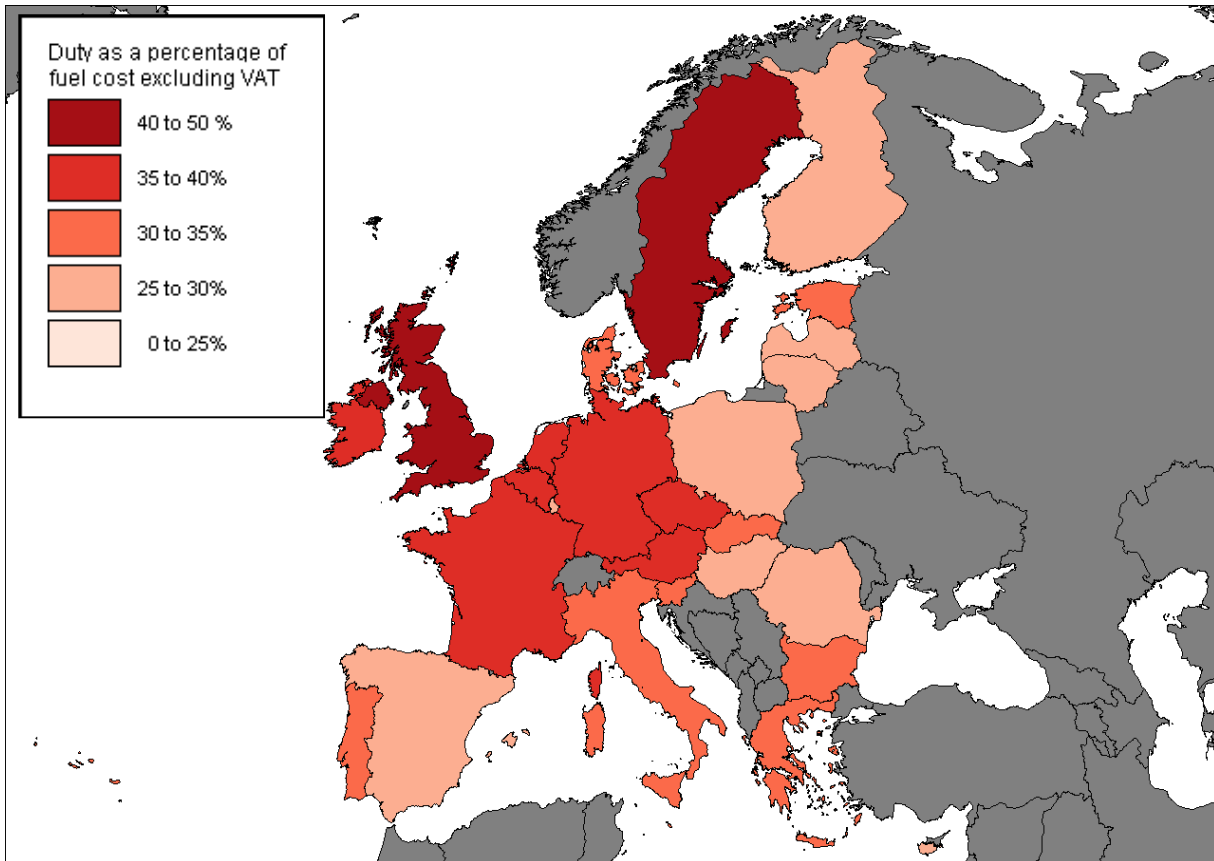 Duty as a percentage of
fuel cost excluding VAT
40 to 50 %
35 to 40%
30 to 35%
25 to 30%
0 to 25%